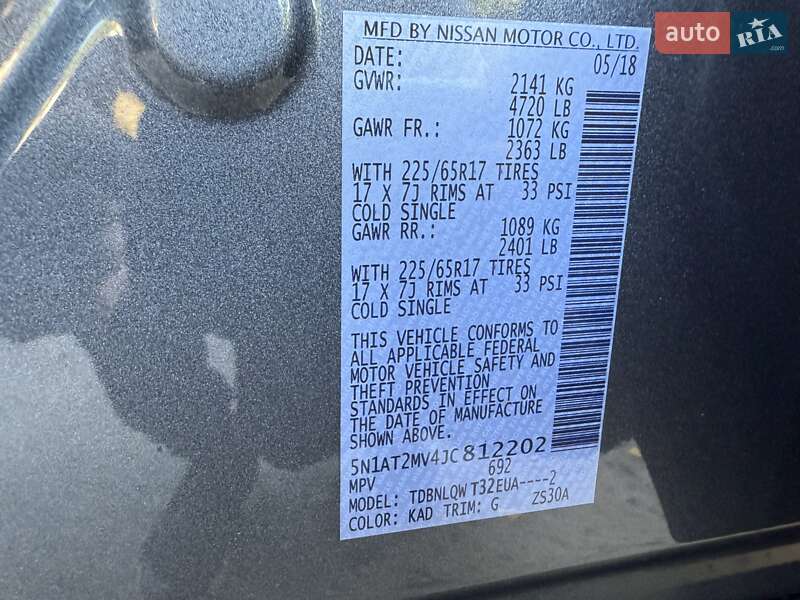 auto RIA
.com
MFD BY NISSAN MOTOR CO., LTD.
DATE: 05/18
GVWR: 2141 KG
4720 LB
GAWR FR.: 1072 KG
2363 LB
WITH 225/65R17 TIRES
17 X 7J RIMS AT 33 PSI
COLD SINGLE
GAWR RR.: 1089 KG
2401 LB
WITH 225/65R17 TIRES
17 X 7J RIMS AT 33 PSI
COLD SINGLE
THIS VEHICLE CONFORMS TO
ALL APPLICABLE FEDERAL
MOTOR VEHICLE SAFETY AND
THEFT PREVENTION
STANDARDS IN EFFECT ON
THE DATE OF MANUFACTURE
SHOWN ABOVE.
5N1AT2MV4JC812202
MPV 692
MODEL: TDBNLQW T32EUA----2
COLOR: KAD TRIM: G ZS30A